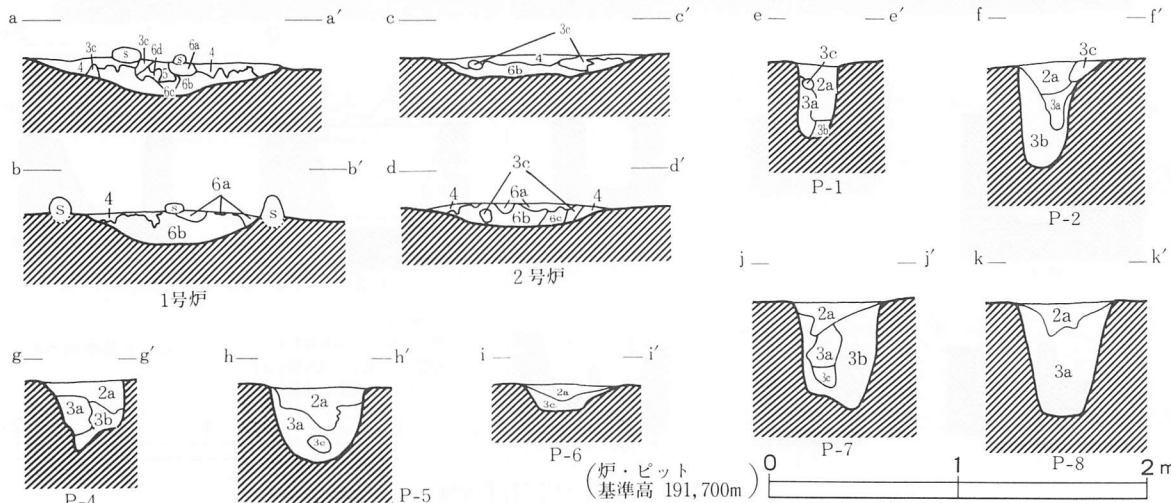 a a′
3c 3c 6d 6a 4
4 S S
5 6b
6c
c c′
3c
4
6b
e e′
3c
2a
3a
3b
P-1
f f′
3c
2a
3a
3b
P-2
b b′
S 4 S 6a S
6b
1号炉
d d′
3c
4 6a 4
6b 6c
2号炉
g g′
2a
3a
3b
P-4
h h′
2a
3a
3c
P-5
i i′
2a
3c
P-6
j j′
2a
3a
3b
3c
P-7
k k′
2a
3a
P-8
(炉・ピット
基準高 191,700m)
0 1 2m